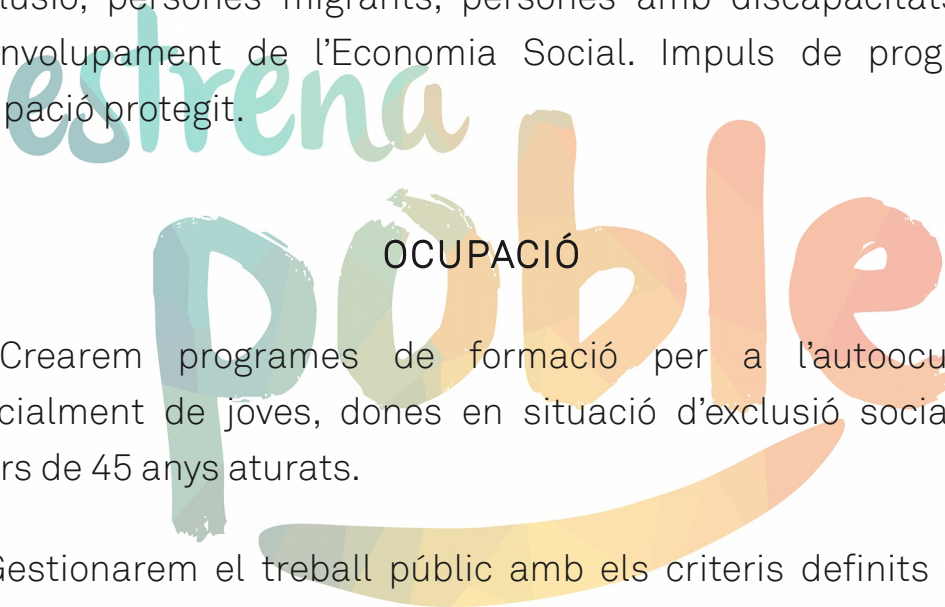 lusió, persones migrants, persones amb discapacitats
nvolupament de l’Economia Social. Impuls de prog
pació protegit.
estrena
poble
OCUPACIÓ
Crearem programes de formació per a l’autoocu
cialment de joves, dones en situació d’exclusió socia
rs de 45 anys aturats.
Gestionarem el treball públic amb els criteris definits